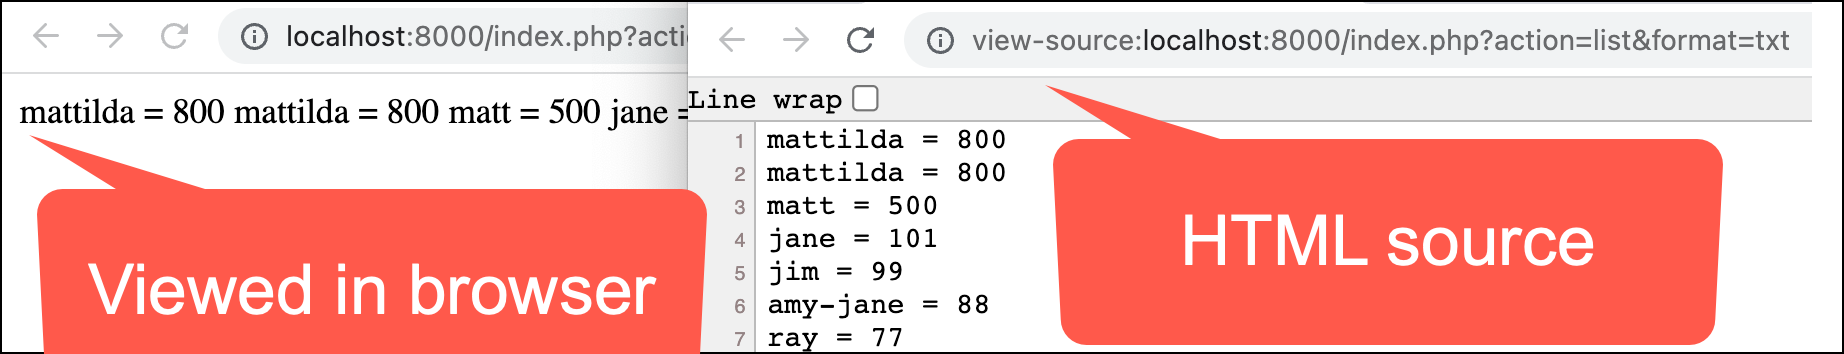 localhost:8000/index.php?acti
mattilda = 800 mattilda = 800 matt = 500 jane =
Viewed in browser
view-source:localhost:8000/index.php?action=list&format=txt
Line wrap
1 mattilda = 800
2 mattilda = 800
3 matt = 500
4 jane = 101
5 jim = 99
6 amy-jane = 88
7 ray = 77
HTML source